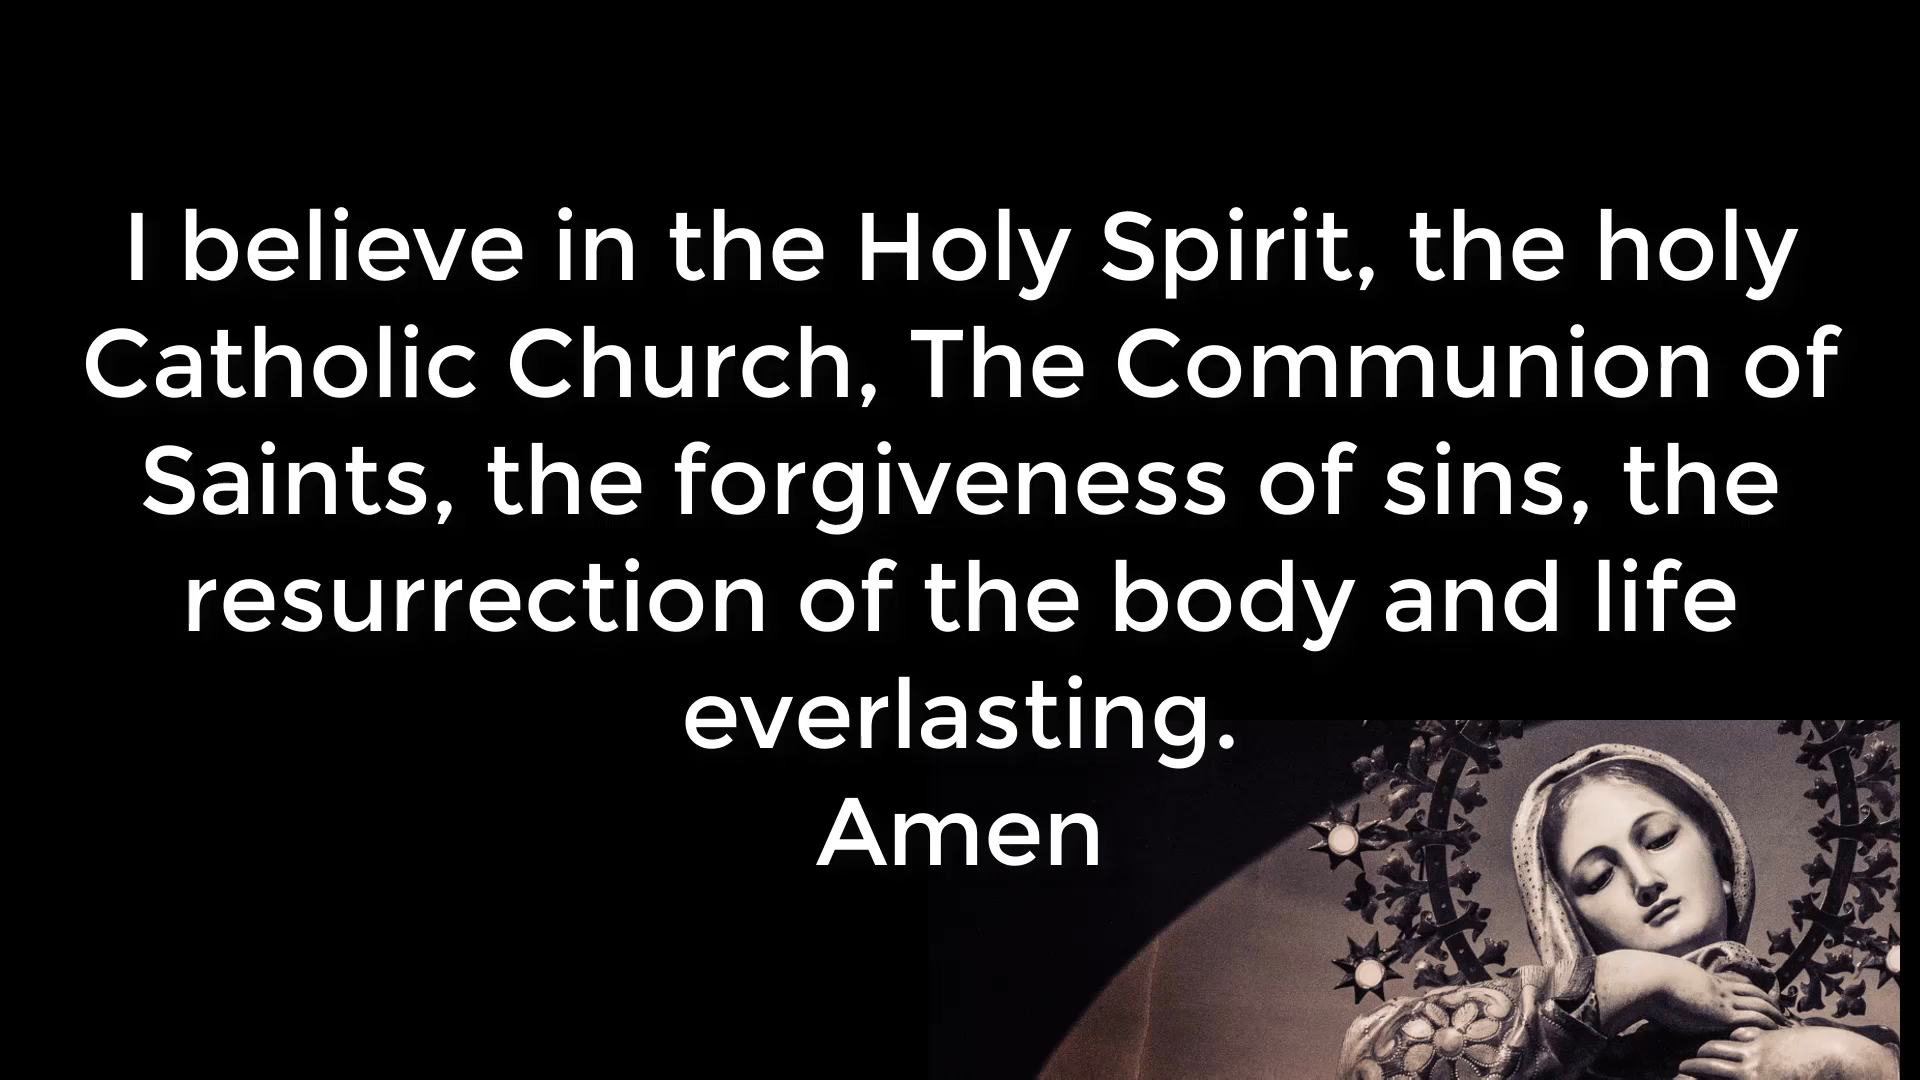 I believe in the Holy Spirit, the holy
Catholic Church, The Communion of
Saints, the forgiveness of sins, the
resurrection of the body and life
everlasting.
Amen